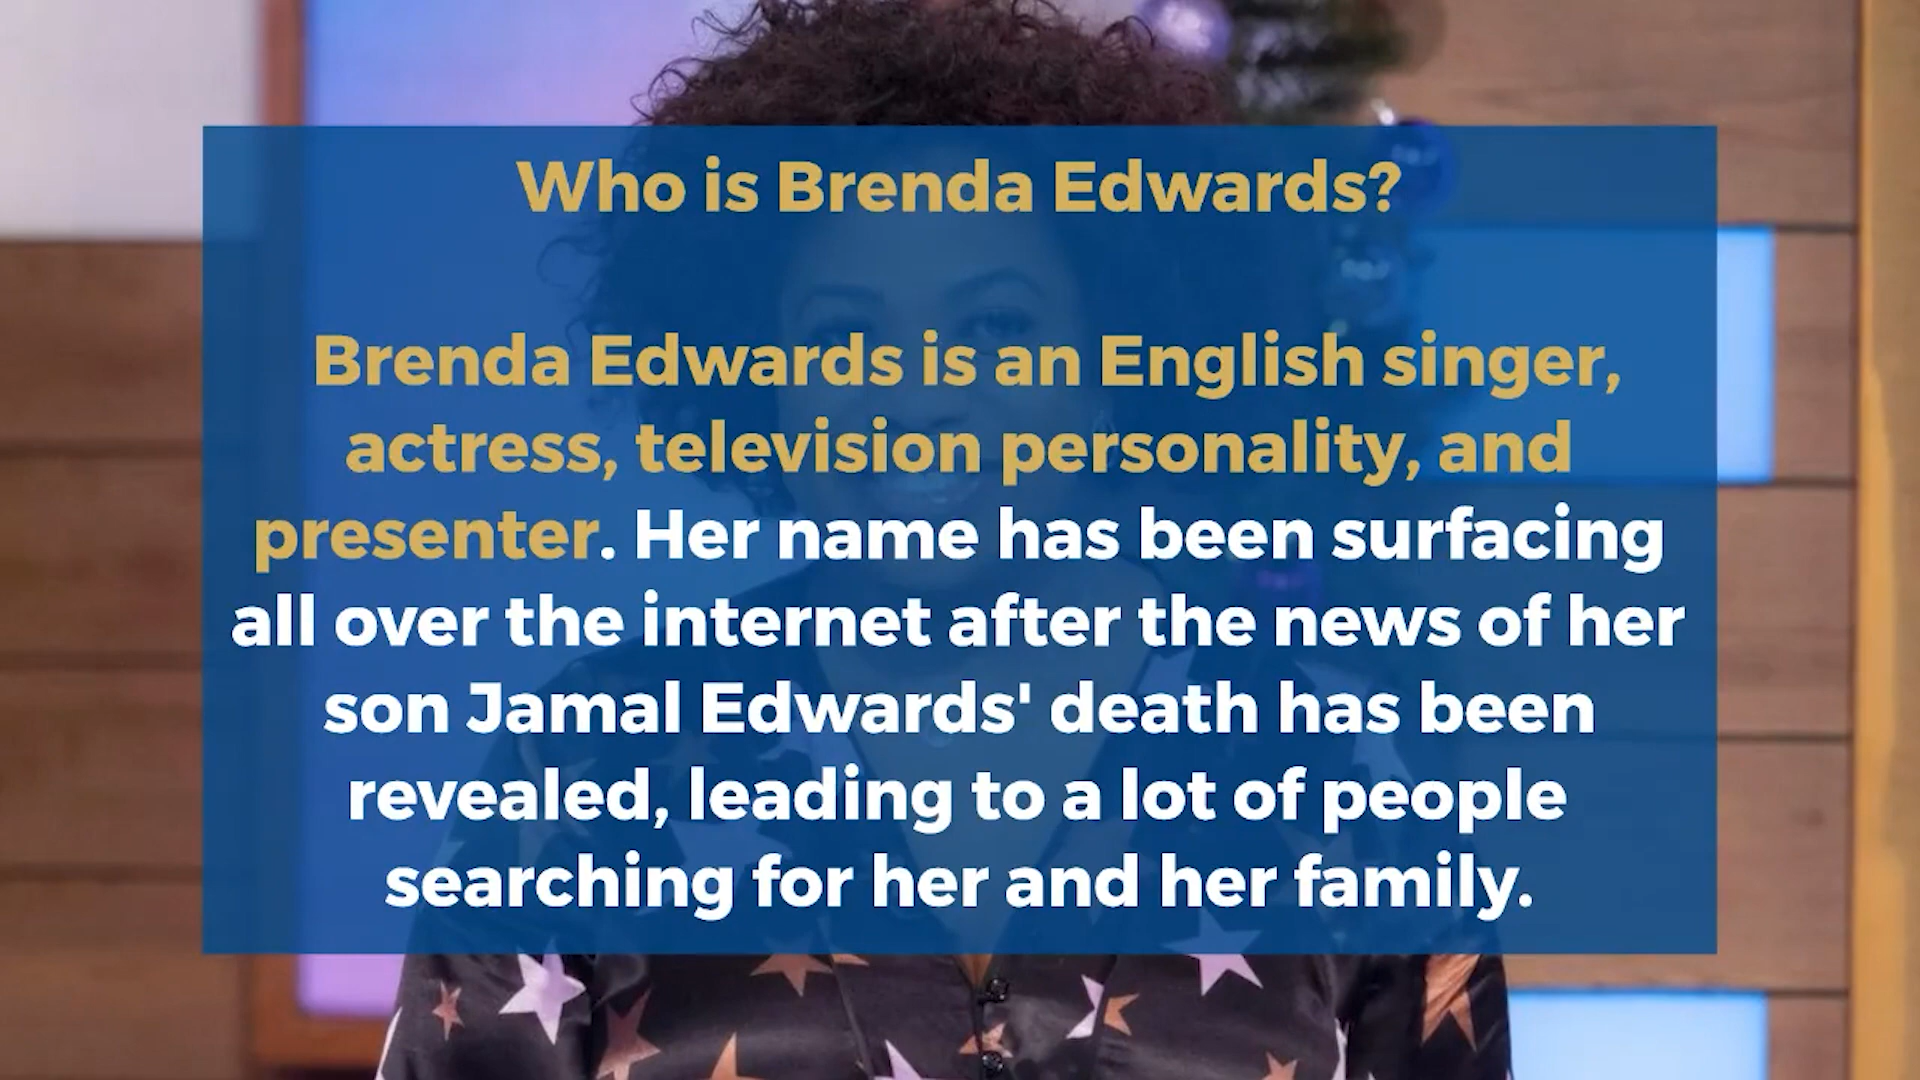 Who is Brenda Edwards?
Brenda Edwards is an English singer,
actress, television personality, and
presenter. Her name has been surfacing
all over the internet after the news of her
son Jamal Edwards' death has been
revealed, leading to a lot of people
searching for her and her family.